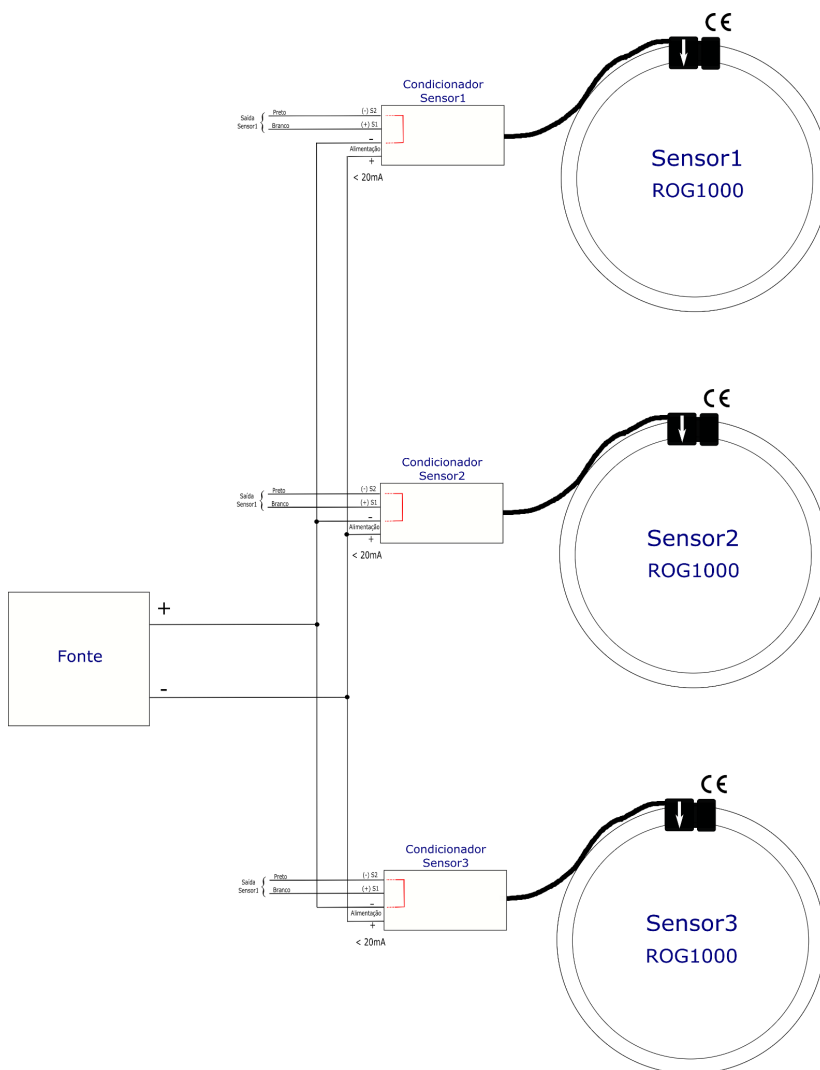 CE
Condicionador
Sensor1
Saída
Sensor1
Preto
(-) S2
Branco
(+) S1
–
Alimentação
+
< 20mA
Sensor1
ROG1000
CE
Condicionador
Sensor2
Saída
Sensor1
Preto
(-) S2
Branco
(+) S1
–
Alimentação
+
< 20mA
Sensor2
ROG1000
Fonte
+
-
CE
Condicionador
Sensor3
Saída
Sensor1
Preto
(-) S2
Branco
(+) S1
–
Alimentação
+
< 20mA
Sensor3
ROG1000